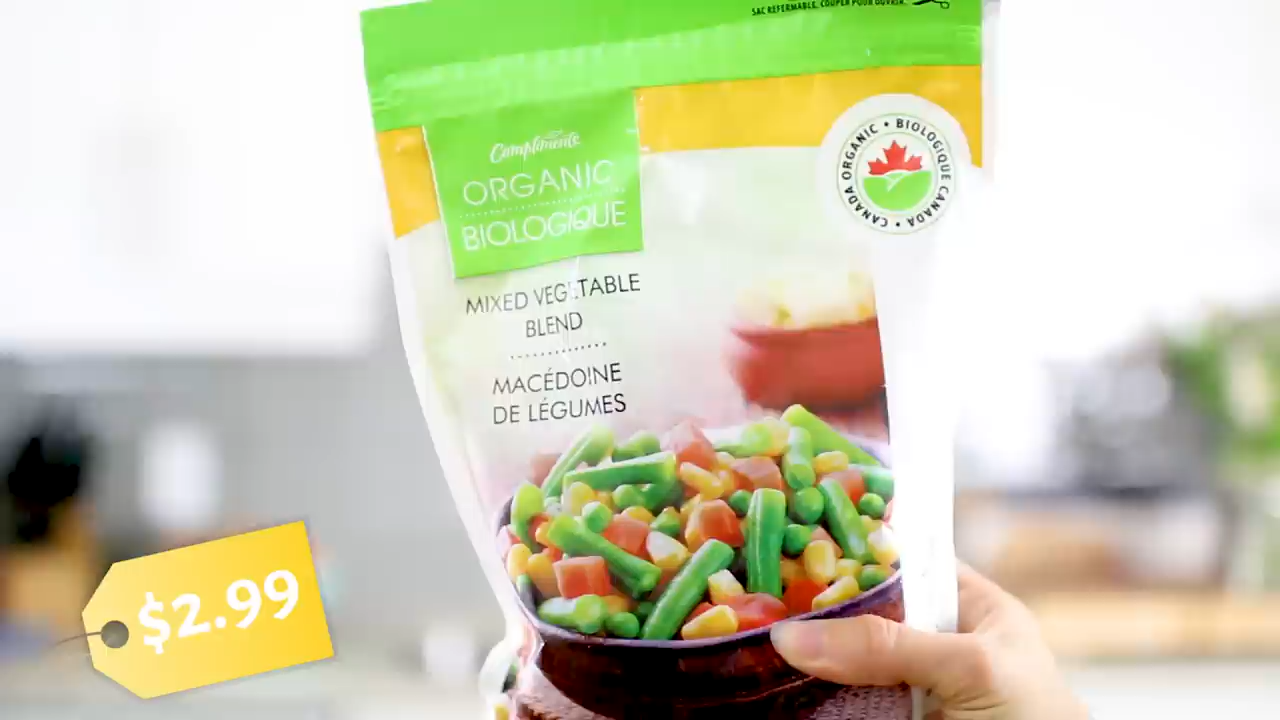 SAC REFERMABLE. COUPER POUR OUVRIR.
Compliments
ORGANIC
BIOLOGIQUE
CANADA ORGANIC • BIOLOGIQUE CANADA •
MIXED VEGETABLE
BLEND
MACÉDOINE
DE LÉGUMES
$2.99